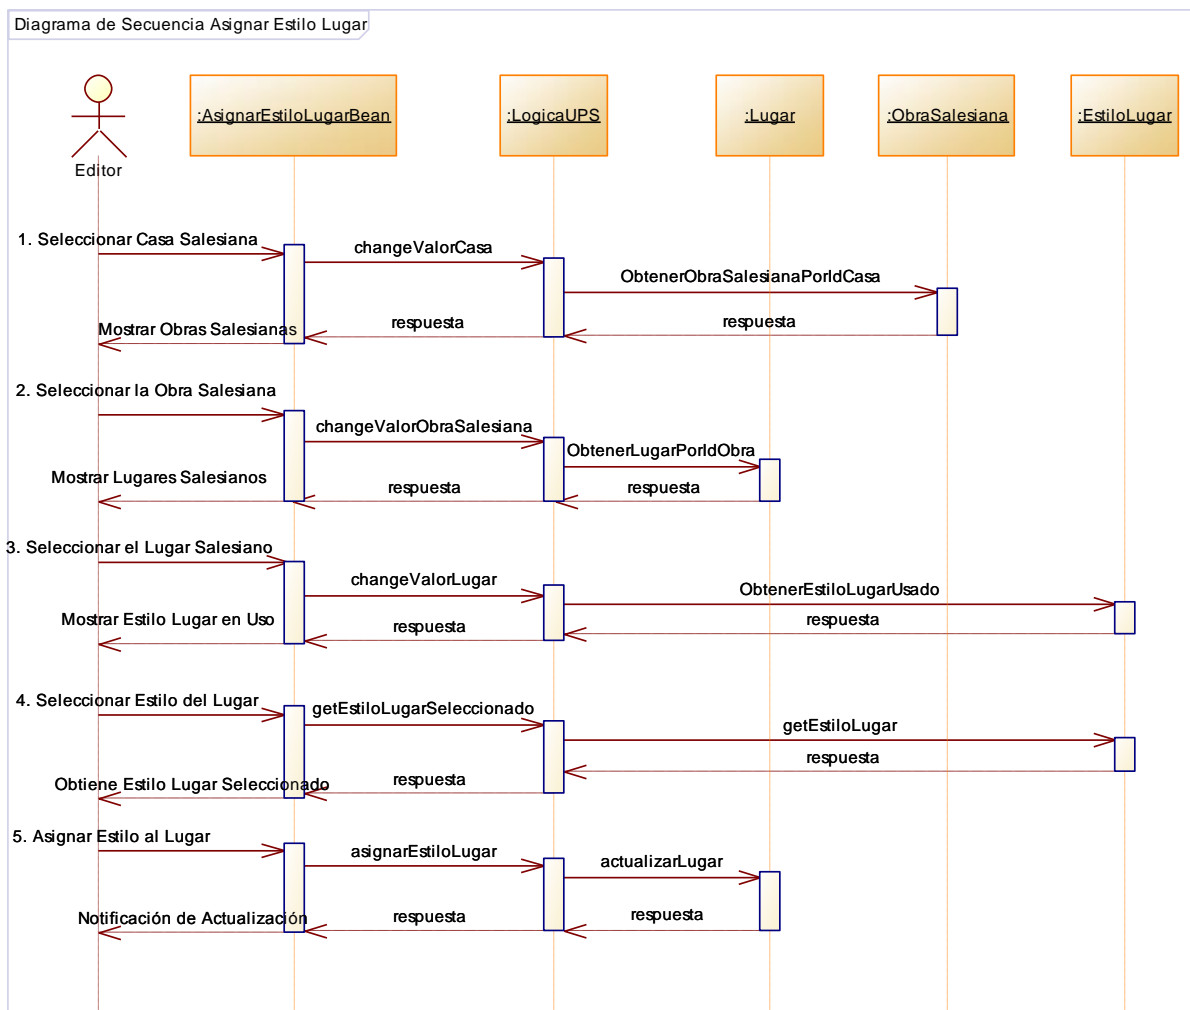 Diagrama de Secuencia Asignar Estilo Lugar
:AsignarEstiloLugarBean
:LogicaUPS
:Lugar
:ObraSalesiana
:EstiloLugar
Editor
1. Seleccionar Casa Salesiana
changeValorCasa
ObtenerObraSalesianaPorIdCasa
Mostrar Obras Salesianas
respuesta
respuesta
2. Seleccionar la Obra Salesiana
changeValorObraSalesiana
ObtenerLugarPorIdObra
Mostrar Lugares Salesianos
respuesta
respuesta
3. Seleccionar el Lugar Salesiano
changeValorLugar
ObtenerEstiloLugarUsado
Mostrar Estilo Lugar en Uso
respuesta
respuesta
4. Seleccionar Estilo del Lugar
getEstiloLugarSeleccionado
getEstiloLugar
respuesta
Obtiene Estilo Lugar Seleccionado
respuesta
5. Asignar Estilo al Lugar
asignarEstiloLugar
actualizarLugar
Notificación de Actualización
respuesta
respuesta